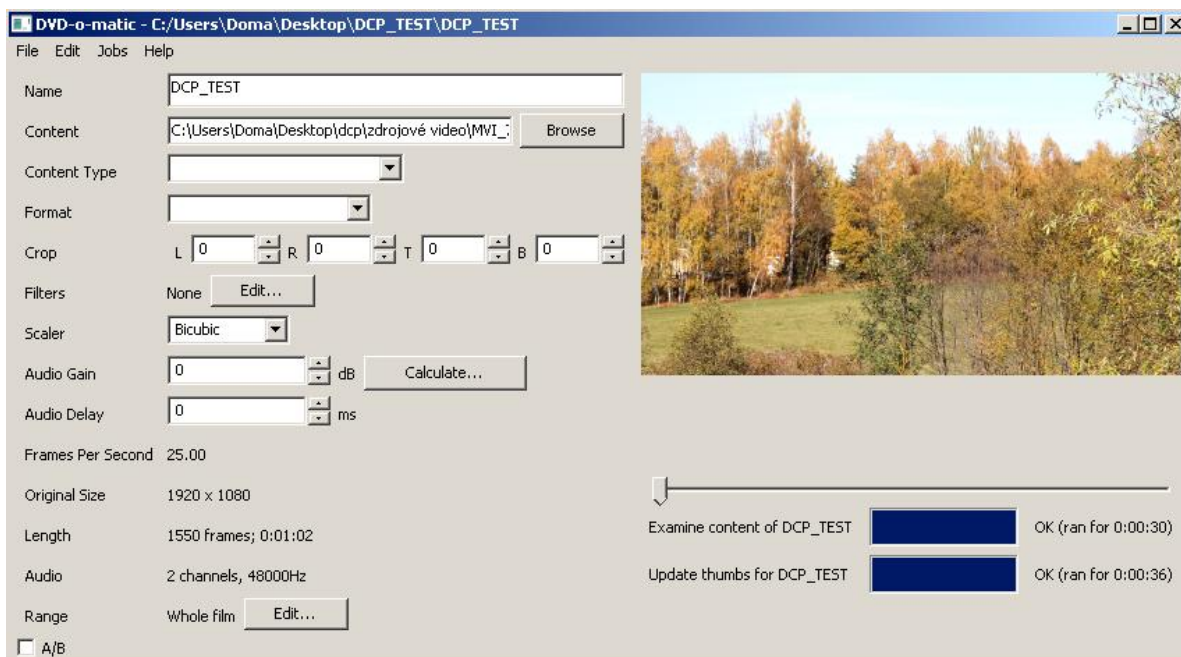 DVD-o-matic - C:/Users\Doma\Desktop\DCP_TEST\DCP_TEST
File Edit Jobs Help
Name DCP_TEST
Content C:\Users\Doma\Desktop\dcp\zdrojové video\MVI_ Browse
Content Type
Format
Crop L 0 R 0 T 0 B 0
Filters None Edit...
Scaler Bicubic
Audio Gain 0 dB Calculate...
Audio Delay 0 ms
Frames Per Second 25.00
Original Size 1920 x 1080
Length 1550 frames; 0:01:02
Audio 2 channels, 48000Hz
Range Whole film Edit...
A/B
Examine content of DCP_TEST OK (ran for 0:00:30)
Update thumbs for DCP_TEST OK (ran for 0:00:36)